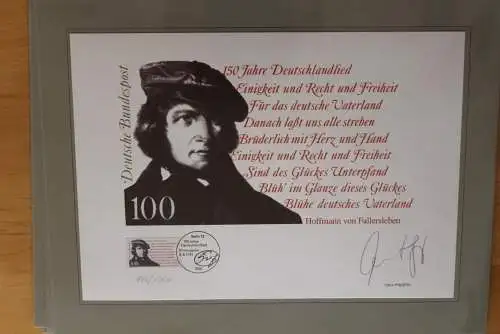 Deutsche Bundespost
150 Jahre Deutschlandlied
Einigkeit und Recht und Freiheit
Für das deutsche Vaterland
Danach laßt uns alle streben
Brüderlich mit Herz und Hand
Einigkeit und Recht und Freiheit
Sind des Glückes Unterpfand
Blüh' im Glanze dieses Glückes
Blühe deutsches Vaterland
Hoffmann von Fallersleben
100
Berlin 12